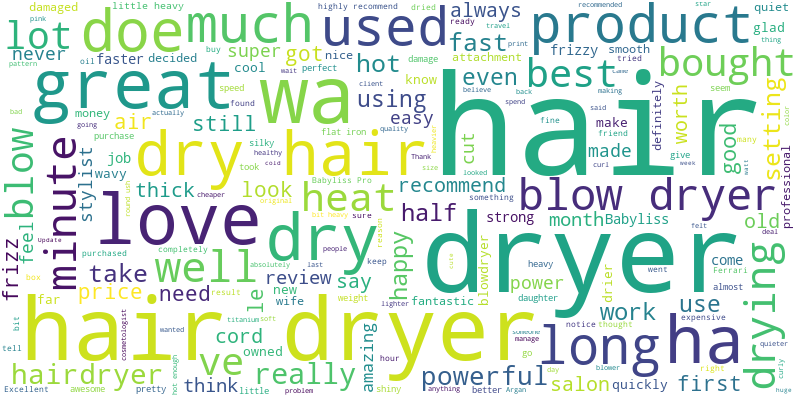 damaged
little heavy
highly recommend
dried
always
ready
travel
recommended
star
quiet
pink
lot
doe
much
used
product
glad
thing
never
oil
faster
decided
super
got
nice
hot
fast
attachment
print
frizzy
smooth
tried
buy
cool
wait
perfect
damage
know
even
best
Came
bought
pattern
great
wa
using
easy
believe
back
making
seem
speed
found
client
spend
said
worth
setting
bad
money
actually
going
purchase
air
still
flat iron
quality
cut
hair
fine
friend
make
definitely
good
many
color
blow
minute
stylist
job
wavy
dry hair
silky
healthy
cold
Thank
heavier
looked
curl
made
give
week
professional
thick
took
look
heat
Babyliss Pro
size
recommend
something
blow dryer
watt
love
round brush
cheaper
original
bit heavy
sure
half
strong
month
Babyliss
old
felt
deal
frizz
feel
Update
purchased
completely
dry
people
reason
happy
blowdryer
dryer
heavy
went
come
Ferrari
take
well
absolutely
last
keep
review
say
power
drier
almost
drying
box
price
need
le
new
wife
weight
fantastic
daughter
work
use
expensive
far
result
lighter
cute
bit
hair dryer
cosmetologist
wanted
titanium
soft
cord
owned
amazing
hour
someone
manage
notice
thought
long
ha
quieter
tell
hairdryer
ve
really
powerful
go
day
salon
blower
right
first
curly
Excellent
awesome
pretty
hot enough
think
little
problem
shiny
anything
better
Argan
quickly
huge